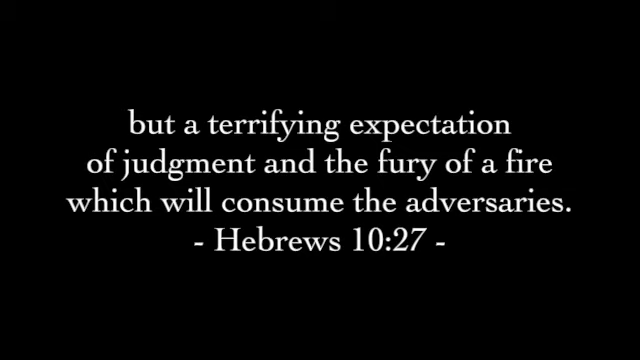 but a terrifying expectation
of judgment and the fury of a fire
which will consume the adversaries.
- Hebrews 10:27 -